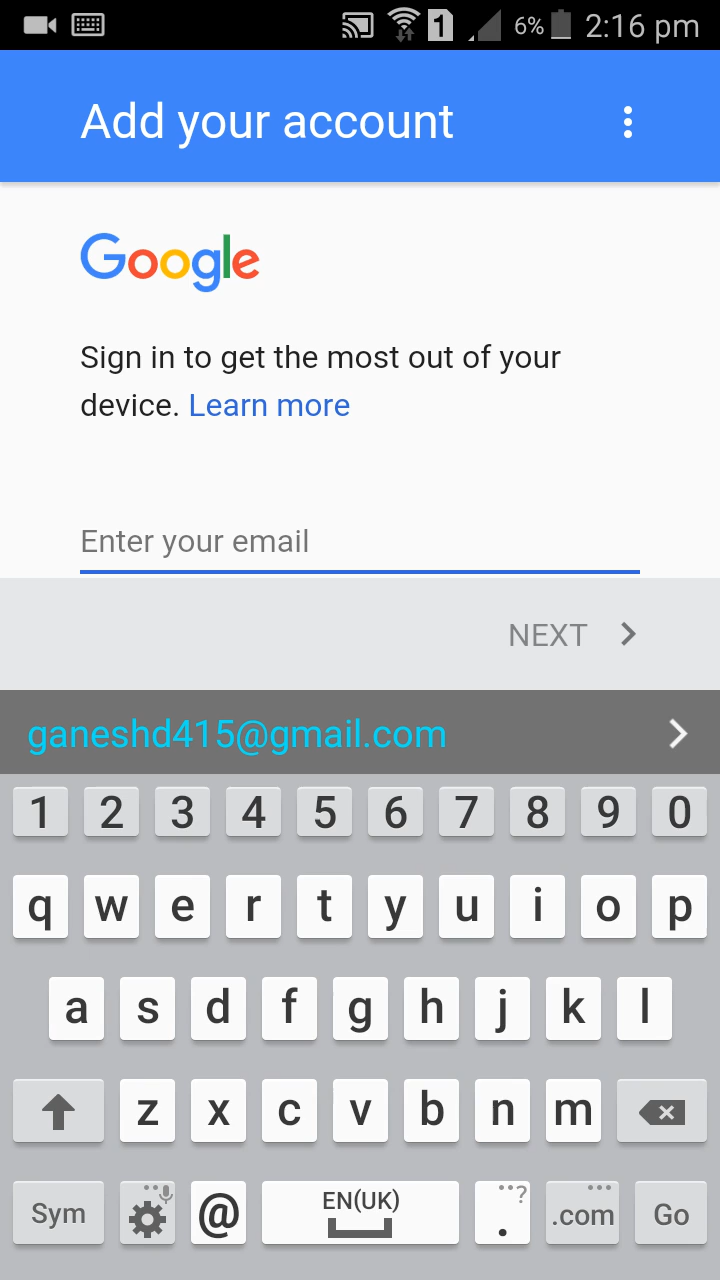 1 6% 2:16 pm
Add your account
Google
Sign in to get the most out of your
device. Learn more
Enter your email
NEXT
ganeshd415@gmail.com
1 2 3 4 5 6 7 8 9 0
q w e r t y u i o p
a s d f g h j k l
z x c v b n m
Sym @ EN(UK) . ? .com Go